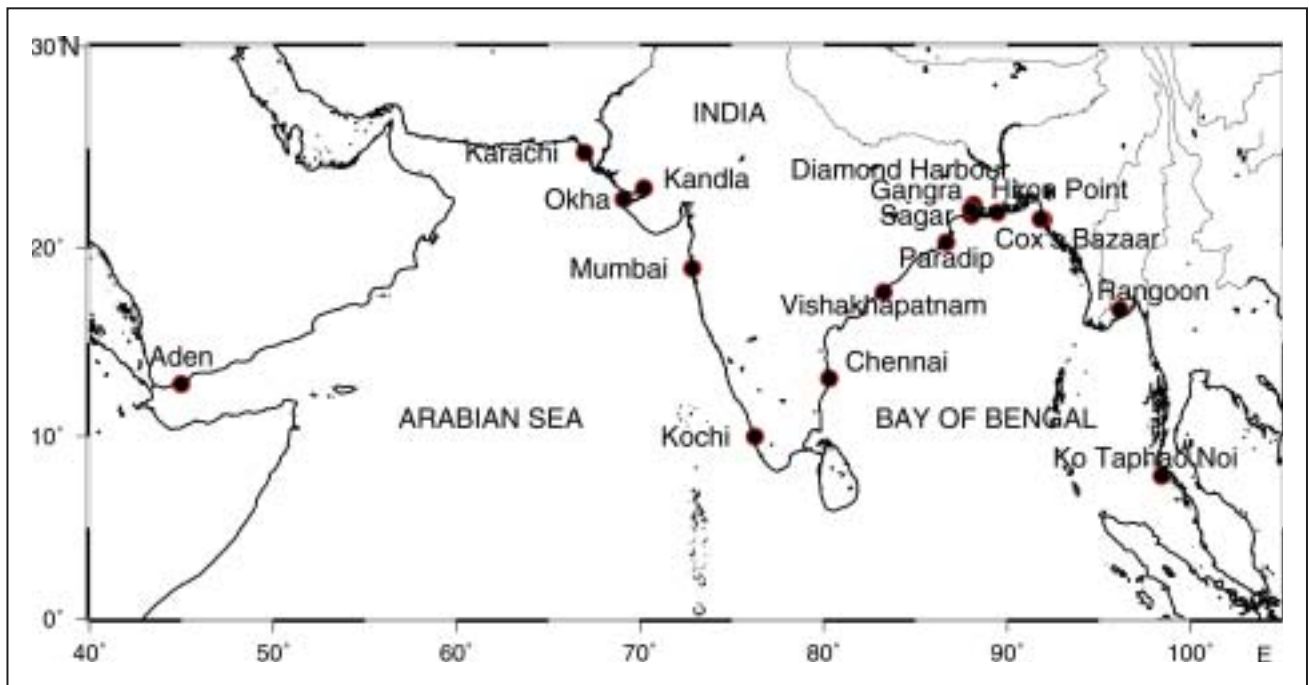 30°N
INDIA
Karachi
Diamond Harbour
Kandla
Gangra
Hiron Point
Okha
Sagar
20°
Cox's Bazaar
Paradip
Mumbai
Rangoon
Vishakhapatnam
Aden
Chennai
ARABIAN SEA
BAY OF BENGAL
10°
Kochi
Ko Taphao Noi
0°
40°
50°
60°
70°
80°
90°
100°
E